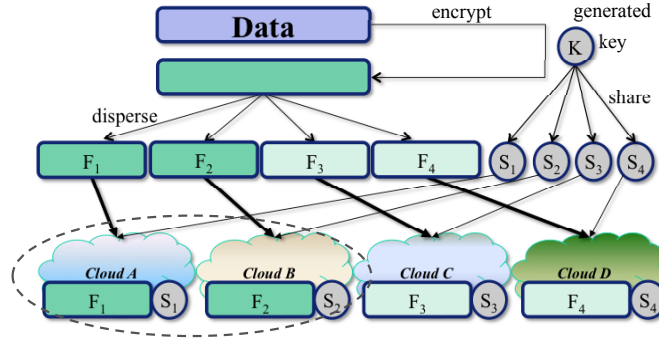 Data
encrypt
generated
K
key
disperse
share
F1
F2
F3
F4
S1
S2
S3
S4
Cloud A
Cloud B
Cloud C
Cloud D
F1
S1
F2
S2
F3
S3
F4
S4